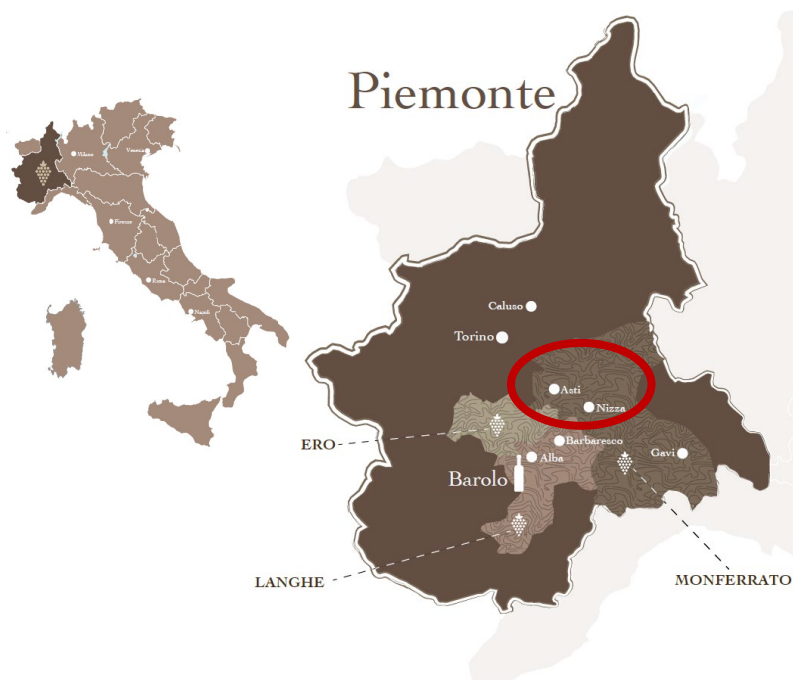 Piemonte
Milano
Venezia
Firenze
Roma
Napoli
Caluso
Torino
Asti
Nizza
ERO
Barbaresco
Alba
Gavi
Barolo
LANGHE
MONFERRATO